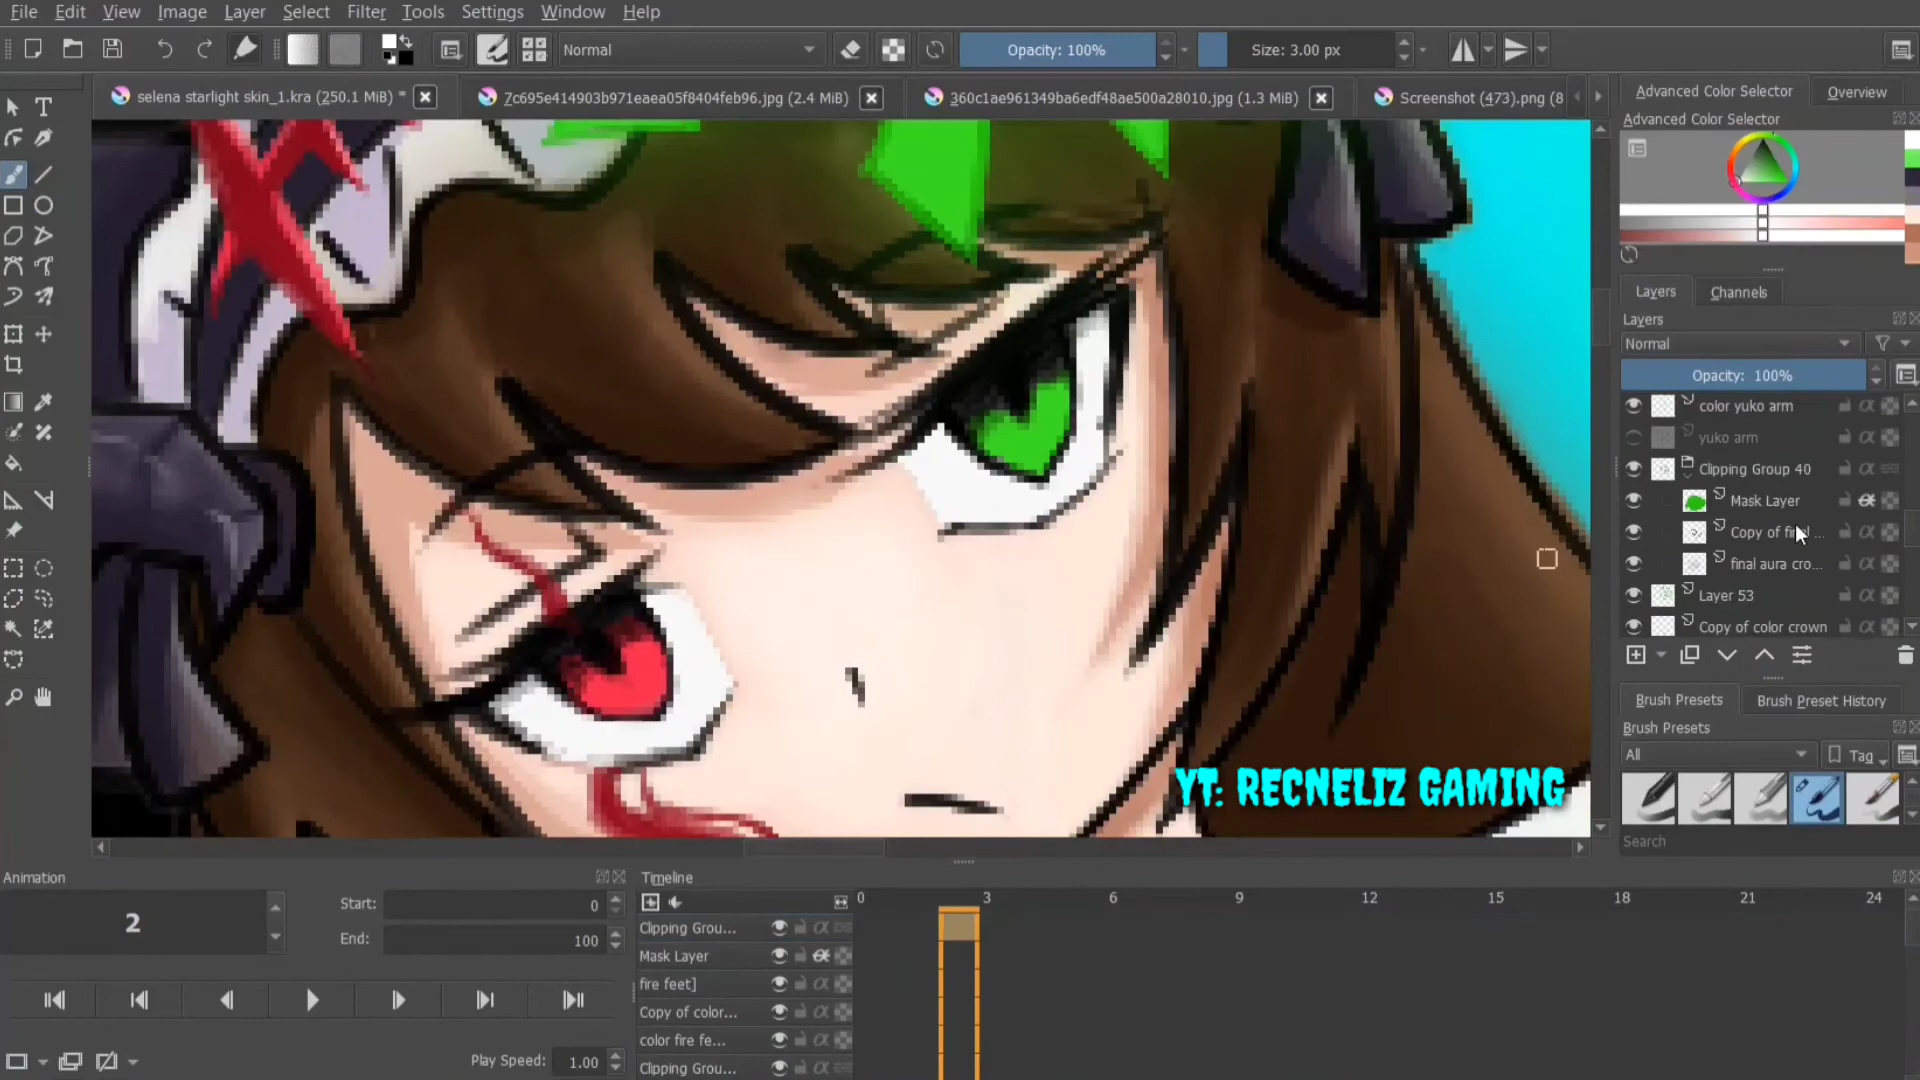 File Edit View Image Layer Select Filter Tools Settings Window Help
Normal Opacity: 100% Size: 3.00 px
selena starlight skin_1.kra (250.1 MiB) * 7c695e414903b971eaea05f8404feb96.jpg (2.4 MiB) 360c1ae961349ba6edf48ae500a28010.jpg (1.3 MiB) Screenshot (473).png (8
Advanced Color Selector Overview
Advanced Color Selector
Layers Channels
Layers
Normal
Opacity: 100%
color yuko arm
yuko arm
Clipping Group 40
Mask Layer
Copy of final ...
final aura cro...
Layer 53
Copy of color crown
Brush Presets Brush Preset History
Brush Presets
All Tag
Search
YT: RECNELIZ GAMING
Animation
2
Start: 0
End: 100
Play Speed: 1.00
Timeline
0 3 6 9 12 15 18 21 24
Clipping Grou...
Mask Layer
fire feet]
Copy of color...
color fire fe...
Clipping Grou...